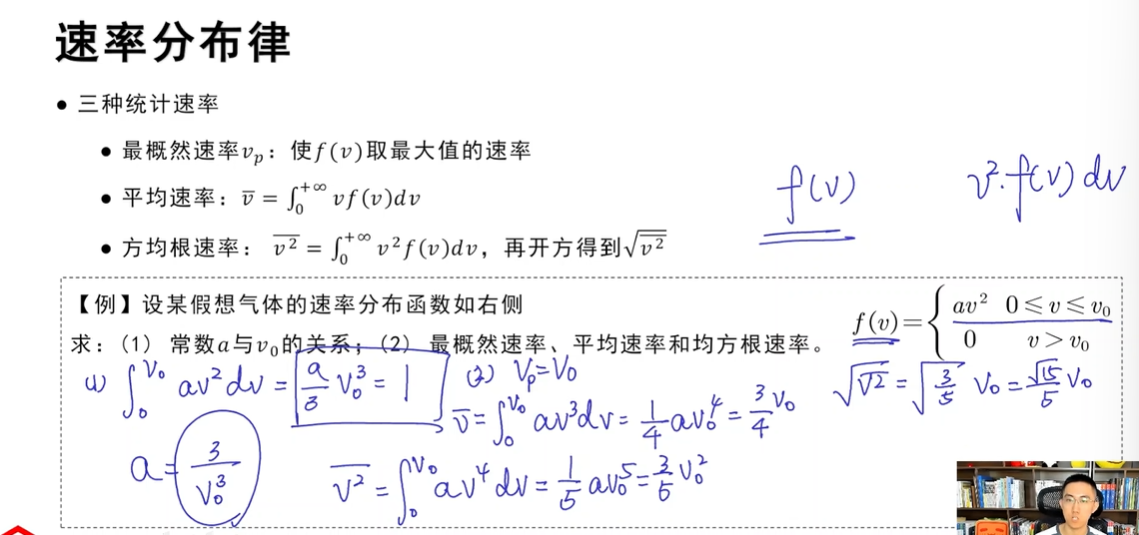 速率分布律
• 三种统计速率
• 最概然速率$v_p$：使$f(v)$取最大值的速率
• 平均速率：$\overline{v} = \int_0^{+\infty} vf(v)dv$
• 方均根速率：$\overline{v^2} = \int_0^{+\infty} v^2 f(v)dv$，再开方得到$\sqrt{\overline{v^2}}$
$f(v)$
$v^2 \cdot f(v)dv$
【例】设某假想气体的速率分布函数如右侧
求：(1) 常数$a$与$v_0$的关系；(2) 最概然速率、平均速率和均方根速率。
$f(v) = \begin{cases} av^2 & 0 \leqslant v \leqslant v_0 \\ 0 & v > v_0 \end{cases}$
(1) $\int_0^{v_0} av^2 dv = \frac{a}{3} v_0^3 = 1$
$a = \frac{3}{v_0^3}$
(2) $v_p = v_0$
$\overline{v} = \int_0^{v_0} av^3 dv = \frac{1}{4} av_0^4 = \frac{3}{4} v_0$
$\overline{v^2} = \int_0^{v_0} av^4 dv = \frac{1}{5} av_0^5 = \frac{3}{5} v_0^2$
$\sqrt{\overline{v^2}} = \sqrt{\frac{3}{5}} v_0 = \frac{\sqrt{15}}{5} v_0$